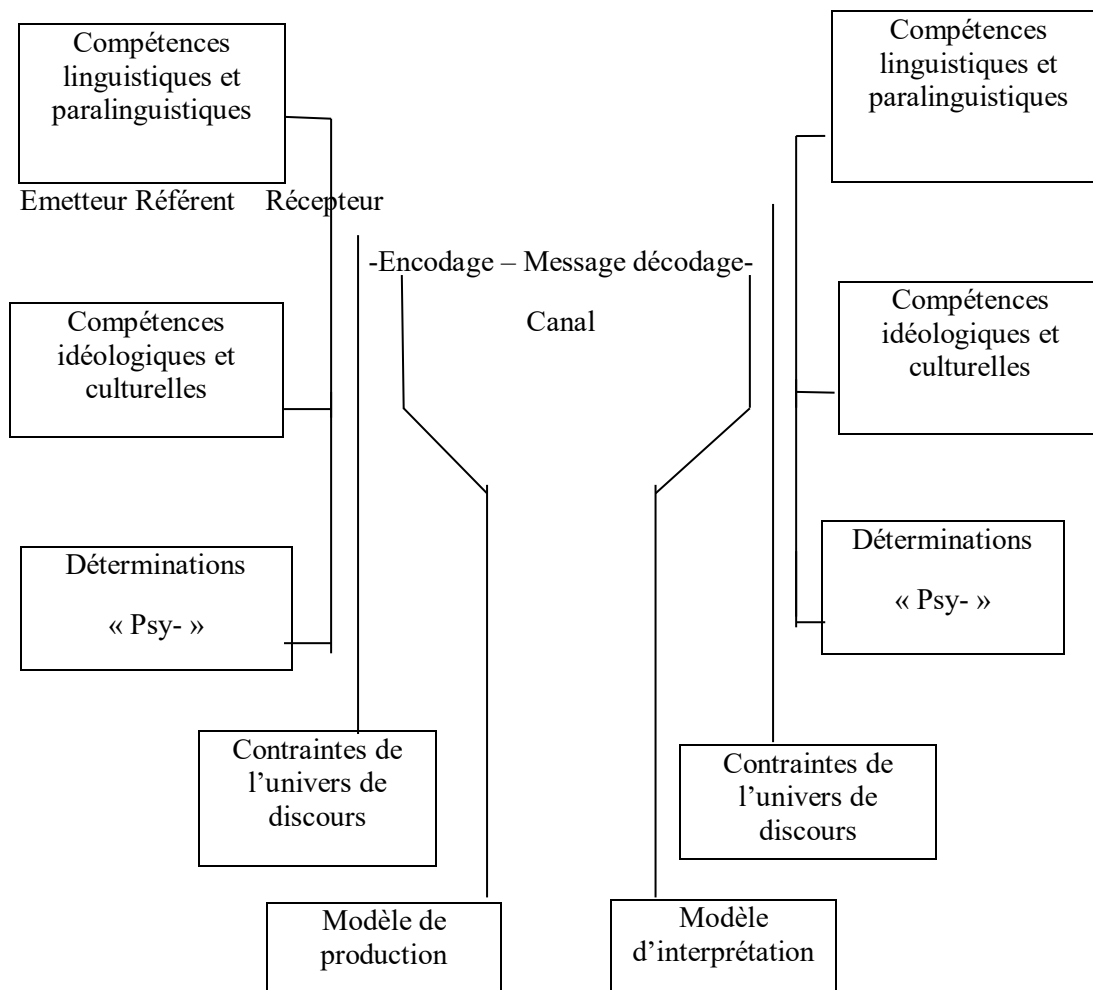 Compétences
linguistiques et
paralinguistiques
Compétences
linguistiques et
paralinguistiques
Emetteur Référent Récepteur
-Encodage – Message décodage-
Canal
Compétences
idéologiques et
culturelles
Compétences
idéologiques et
culturelles
Déterminations
« Psy- »
Déterminations
« Psy- »
Contraintes de
l’univers de
discours
Contraintes de
l’univers de
discours
Modèle de
production
Modèle
d’interprétation